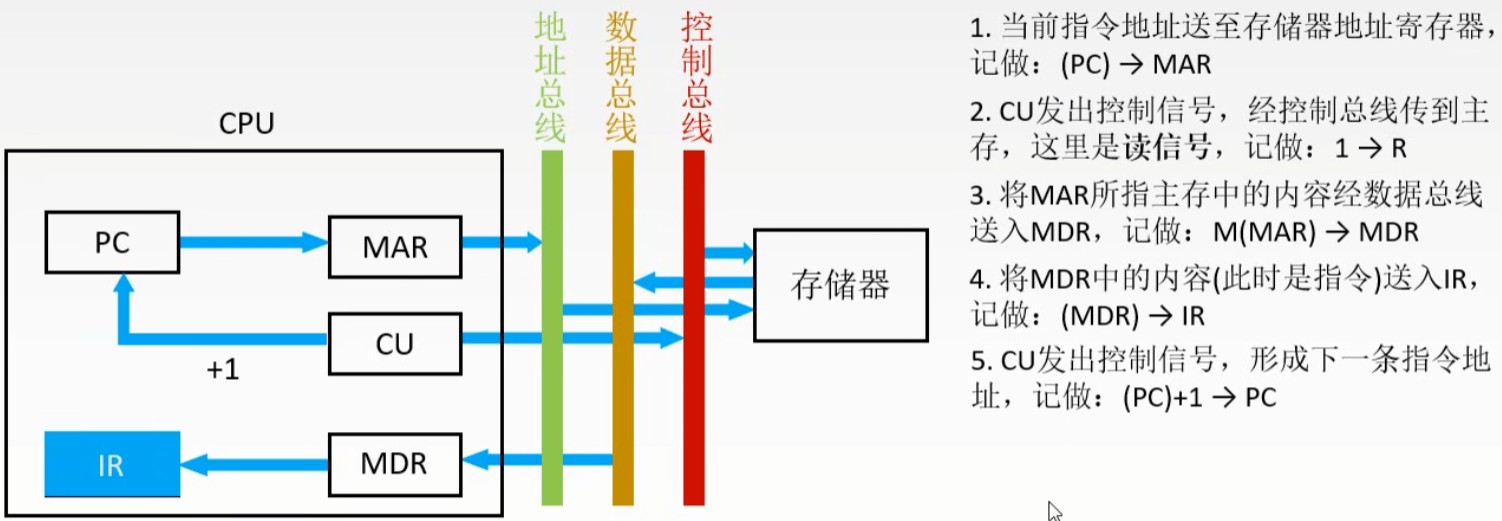 地址总线
数据总线
控制总线
CPU
PC
MAR
CU
+1
IR
MDR
存储器
1. 当前指令地址送至存储器地址寄存器，
记做：(PC) → MAR
2. CU发出控制信号，经控制总线传到主
存，这里是读信号，记做：1 → R
3. 将MAR所指主存中的内容经数据总线
送入MDR，记做：M(MAR) → MDR
4. 将MDR中的内容(此时是指令)送入IR，
记做：(MDR) → IR
5. CU发出控制信号，形成下一条指令地
址，记做：(PC)+1 → PC